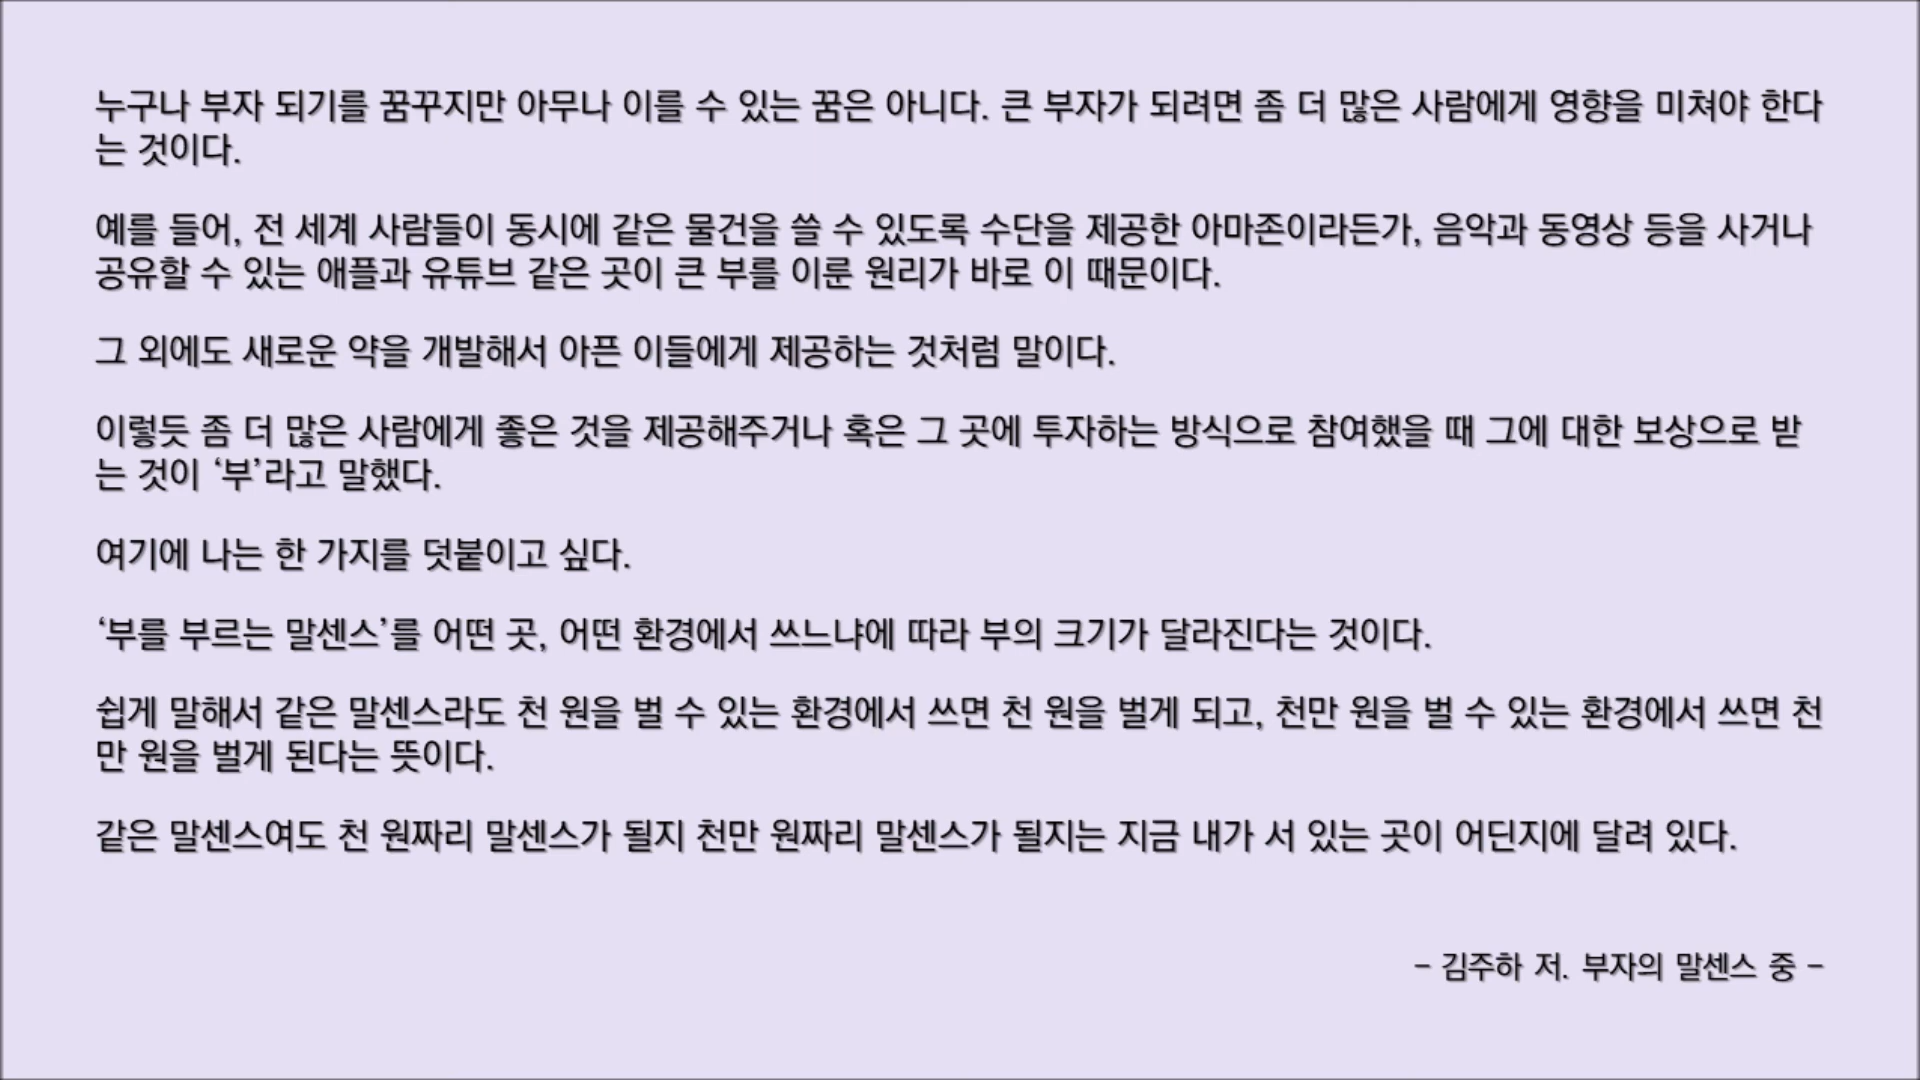 누구나 부자 되기를 꿈꾸지만 아무나 이를 수 있는 꿈은 아니다. 큰 부자가 되려면 좀 더 많은 사람에게 영향을 미쳐야 한다
는 것이다.
예를 들어, 전 세계 사람들이 동시에 같은 물건을 쓸 수 있도록 수단을 제공한 아마존이라든가, 음악과 동영상 등을 사거나
공유할 수 있는 애플과 유튜브 같은 곳이 큰 부를 이룬 원리가 바로 이 때문이다.
그 외에도 새로운 약을 개발해서 아픈 이들에게 제공하는 것처럼 말이다.
이렇듯 좀 더 많은 사람에게 좋은 것을 제공해주거나 혹은 그 곳에 투자하는 방식으로 참여했을 때 그에 대한 보상으로 받
는 것이 ‘부’라고 말했다.
여기에 나는 한 가지를 덧붙이고 싶다.
‘부를 부르는 말센스’를 어떤 곳, 어떤 환경에서 쓰느냐에 따라 부의 크기가 달라진다는 것이다.
쉽게 말해서 같은 말센스라도 천 원을 벌 수 있는 환경에서 쓰면 천 원을 벌게 되고, 천만 원을 벌 수 있는 환경에서 쓰면 천
만 원을 벌게 된다는 뜻이다.
같은 말센스여도 천 원짜리 말센스가 될지 천만 원짜리 말센스가 될지는 지금 내가 서 있는 곳이 어딘지에 달려 있다.
- 김주하 저. 부자의 말센스 중 -